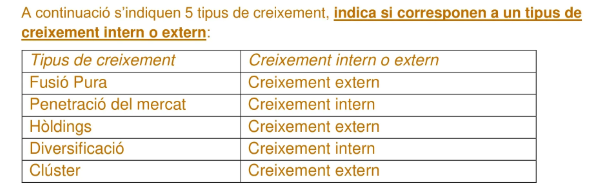 A continuació s'indiquen 5 tipus de creixement, indica si corresponen a un tipus de
creixement intern o extern:
Tipus de creixement Creixement intern o extern
Fusió Pura Creixement extern
Penetració del mercat Creixement intern
Hòldings Creixement extern
Diversificació Creixement intern
Clúster Creixement extern